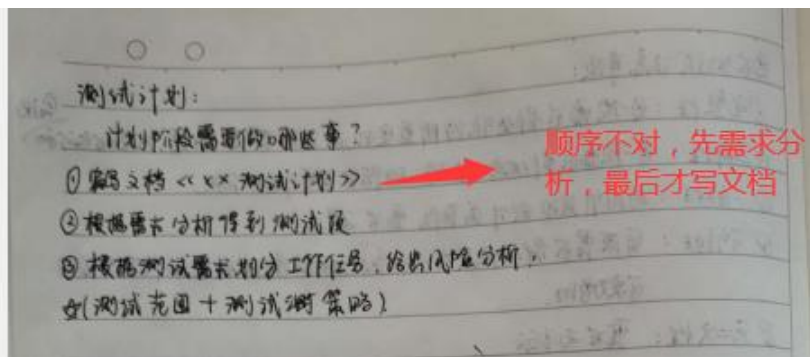 测试计划:
计划阶段需要做哪些事?
①编写文档《××测试计划》
②根据需求分析得到测试项
③根据测试需求划分工作任务,给出风险分析,
(测试范围+测试策略)
顺序不对,先需求分
析,最后才写文档